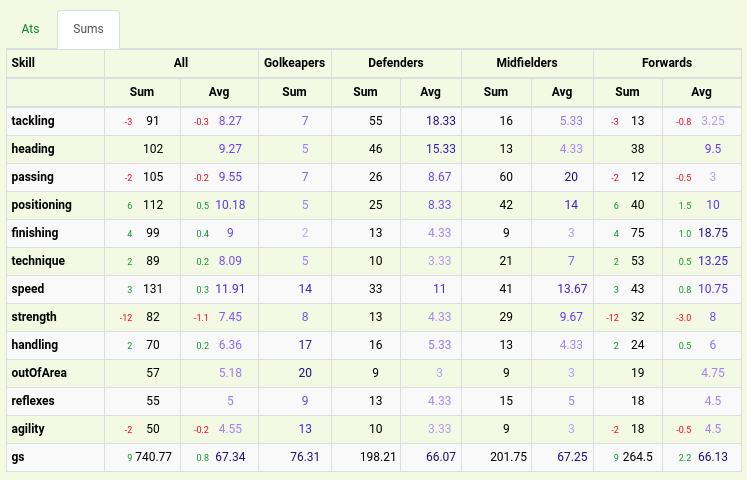 Ats Sums
Skill All Golkeapers Defenders Midfielders Forwards
Sum Avg Sum Sum Avg Sum Avg Sum Avg
tackling -3 91 -0.3 8.27 7 55 18.33 16 5.33 -3 13 -0.8 3.25
heading 102 9.27 5 46 15.33 13 4.33 38 9.5
passing -2 105 -0.2 9.55 7 26 8.67 60 20 -2 12 -0.5 3
positioning 6 112 0.5 10.18 5 25 8.33 42 14 6 40 1.5 10
finishing 4 99 0.4 9 2 13 4.33 9 3 4 75 1.0 18.75
technique 2 89 0.2 8.09 5 10 3.33 21 7 2 53 0.5 13.25
speed 3 131 0.3 11.91 14 33 11 41 13.67 3 43 0.8 10.75
strength -12 82 -1.1 7.45 8 13 4.33 29 9.67 -12 32 -3.0 8
handling 2 70 0.2 6.36 17 16 5.33 13 4.33 2 24 0.5 6
outOfArea 57 5.18 20 9 3 9 3 19 4.75
reflexes 55 5 9 13 4.33 15 5 18 4.5
agility -2 50 -0.2 4.55 13 10 3.33 9 3 -2 18 -0.5 4.5
gs 9 740.77 0.8 67.34 76.31 198.21 66.07 201.75 67.25 9 264.5 2.2 66.13